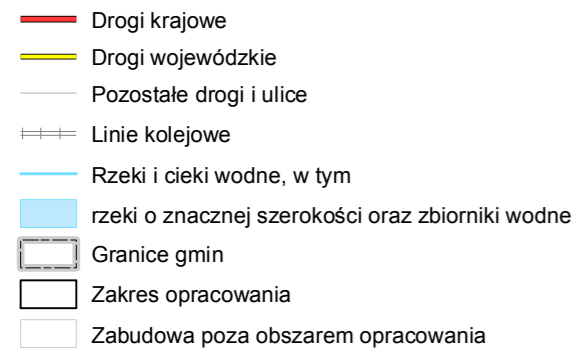 Drogi krajowe
Drogi wojewódzkie
Pozostałe drogi i ulice
Linie kolejowe
Rzeki i cieki wodne, w tym
rzeki o znacznej szerokości oraz zbiorniki wodne
Granice gmin
Zakres opracowania
Zabudowa poza obszarem opracowania